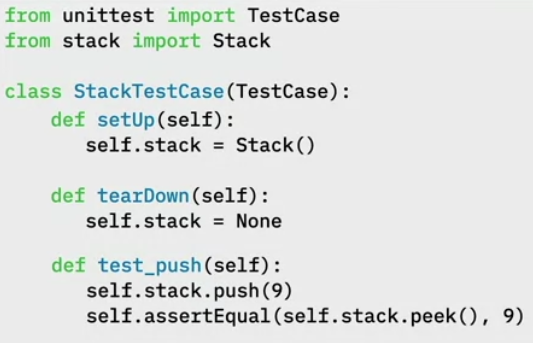 from unittest import TestCase
from stack import Stack

class StackTestCase(TestCase):
    def setUp(self):
        self.stack = Stack()

    def tearDown(self):
        self.stack = None

    def test_push(self):
        self.stack.push(9)
        self.assertEqual(self.stack.peek(), 9)